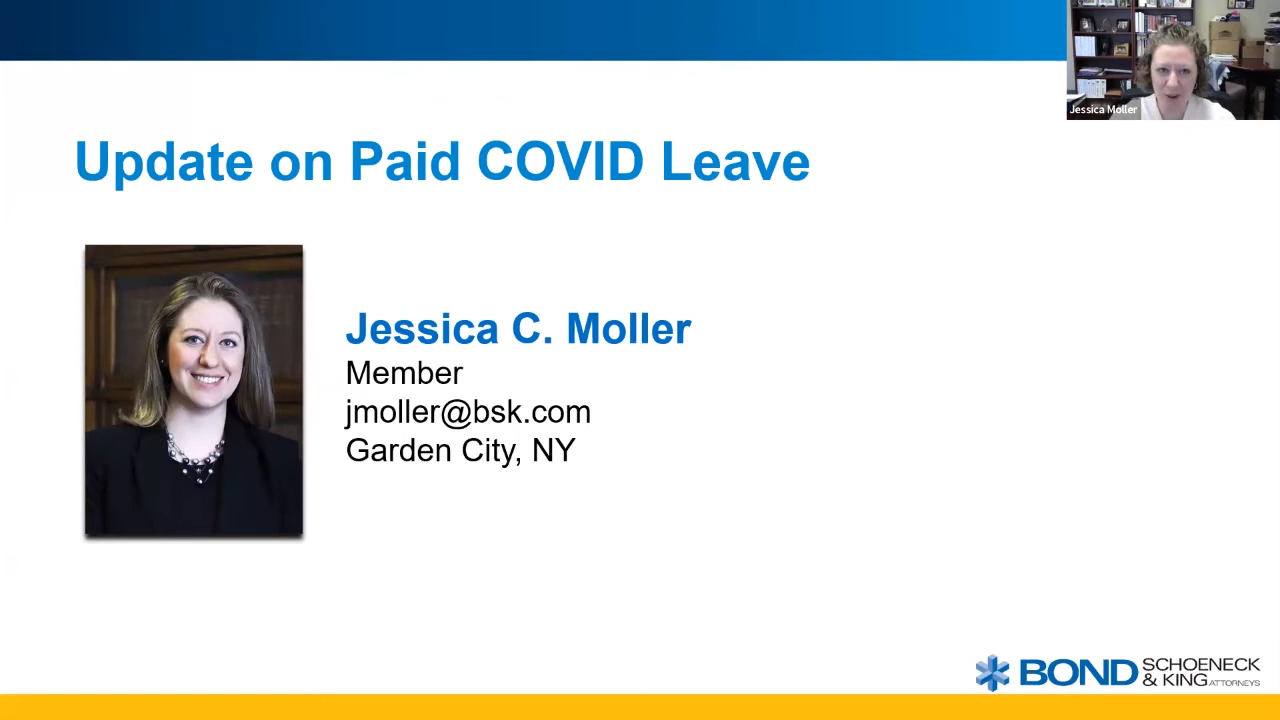 Jessica Moller
Update on Paid COVID Leave
Jessica C. Moller
Member
jmoller@bsk.com
Garden City, NY
BOND SCHOENECK
& KING ATTORNEYS